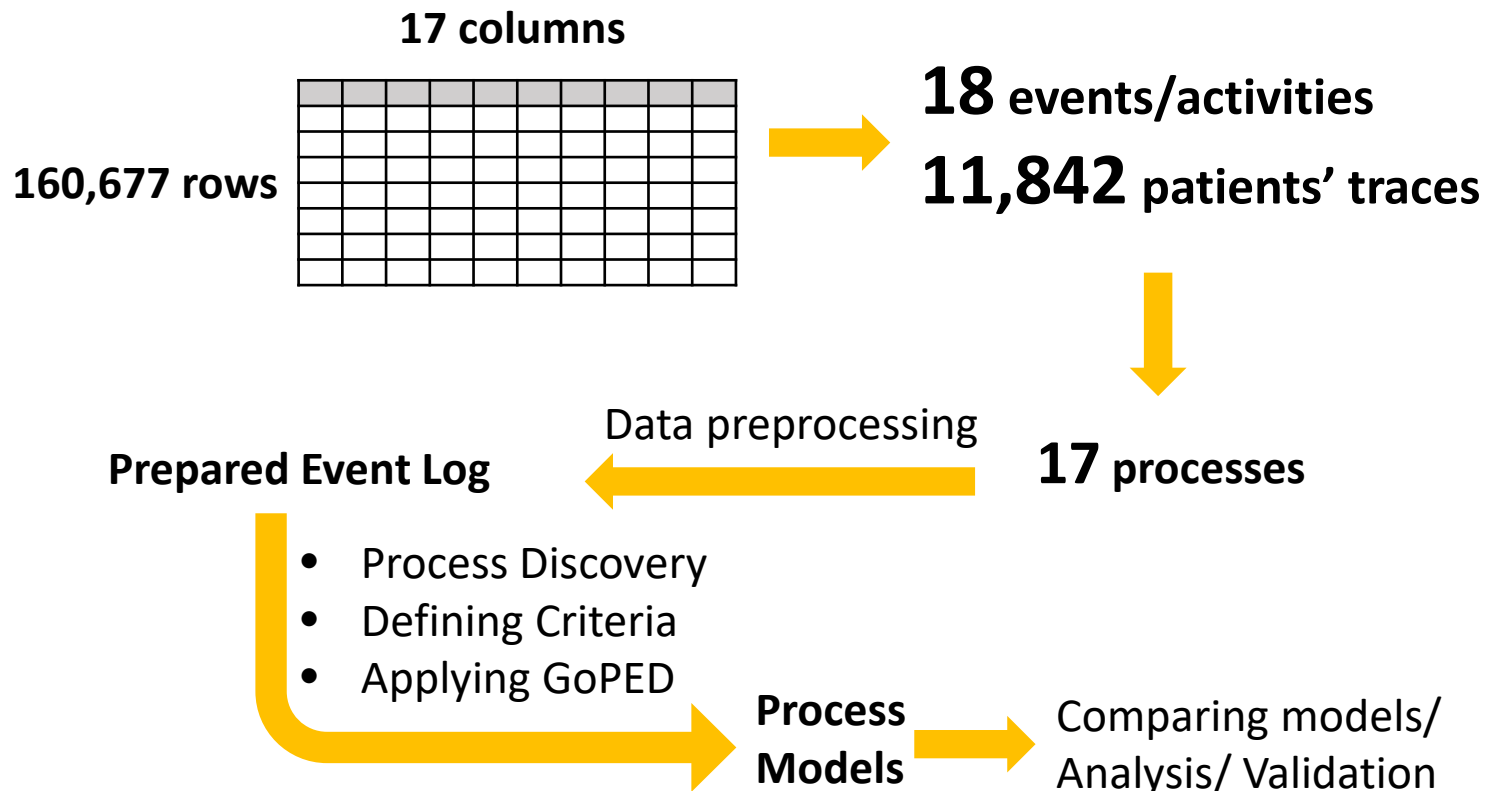 17 columns
160,677 rows
18 events/activities
11,842 patients’ traces
17 processes
Data preprocessing
Prepared Event Log
• Process Discovery
• Defining Criteria
• Applying GoPED
Process
Models
Comparing models/
Analysis/ Validation